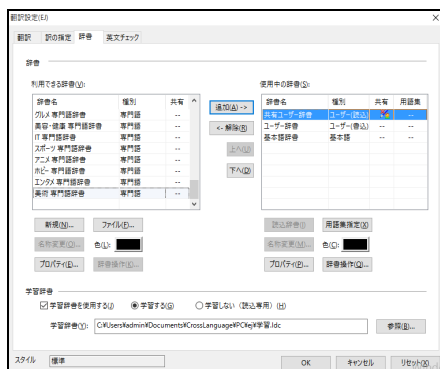 翻訳設定(EJ)
翻訳 訳の指定 辞書 英文チェック
辞書
利用できる辞書(V):
辞書名 種別 共有
グルメ 専門語辞書 専門語 --
美容・健康 専門語辞書 専門語 --
IT 専門語辞書 専門語 --
スポーツ 専門語辞書 専門語 --
アニメ 専門語辞書 専門語 --
ホビー 専門語辞書 専門語 --
エンタメ 専門語辞書 専門語 --
美術 専門語辞書 専門語 --
追加(A) ->
<- 解除(R)
上へ(U)
下へ(D)
使用中の辞書(S):
辞書名 種別 共有 用語集
共有ユーザー辞書 ユーザー(読込) --
ユーザー辞書 ユーザー(書込) -- --
基本語辞書 基本語 -- --
新規(N)... ファイル(F)...
名称変更(O)... 色(L):
プロパティ(E)... 辞書操作(K)...
読込辞書(I) 用語集指定(X)
名称変更(M)... 色(C):
プロパティ(P)... 辞書操作(Q)...
学習辞書
学習辞書を使用する(J) 学習する(G) 学習しない（読込専用）(H)
学習辞書(Y): C:¥Users¥admin¥Documents¥CrossLanguage¥PC¥ej¥学習.ldc 参照(B)...
スタイル 標準 OK キャンセル リセット(X)